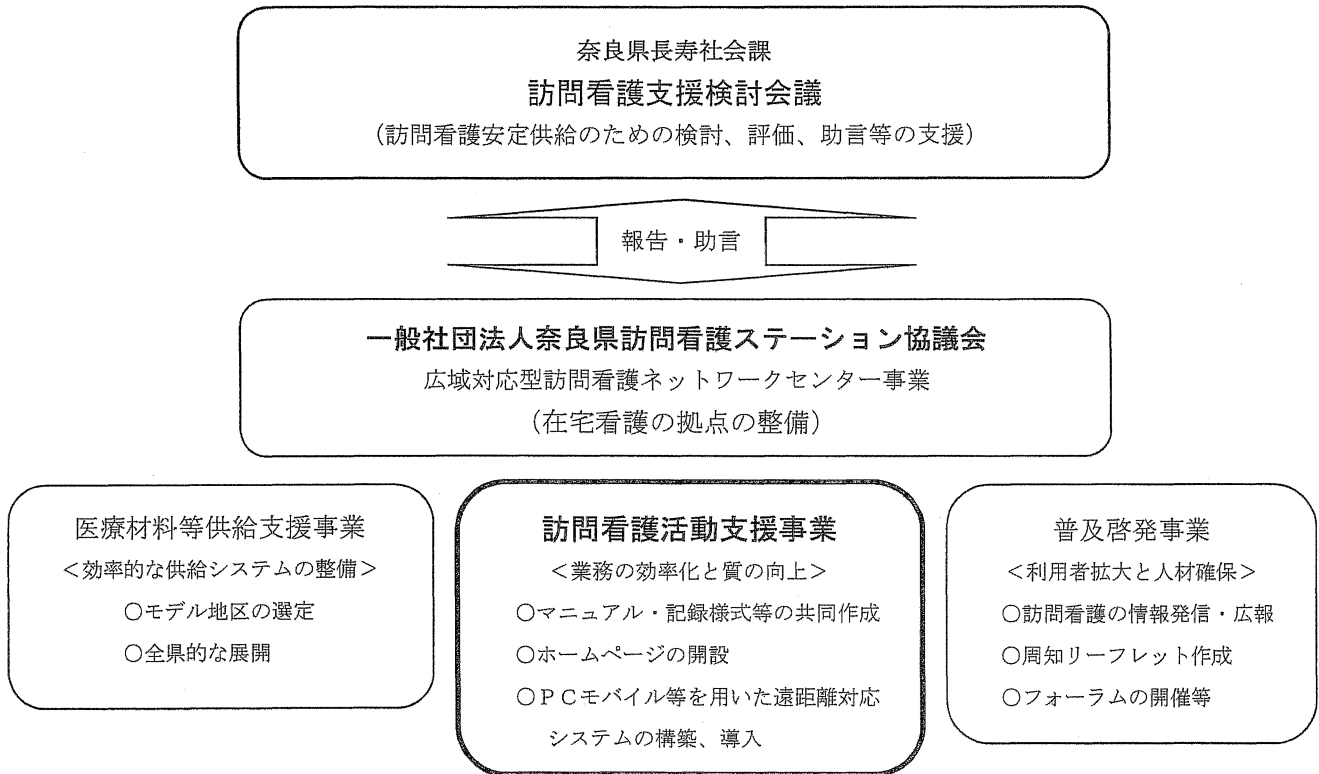 奈良県長寿社会課
訪問看護支援検討会議
(訪問看護安定供給のための検討、評価、助言等の支援)
報告・助言
一般社団法人奈良県訪問看護ステーション協議会
広域対応型訪問看護ネットワークセンター事業
(在宅看護の拠点の整備)
医療材料等供給支援事業
<効率的な供給システムの整備>
○モデル地区の選定
○全県的な展開
訪問看護活動支援事業
<業務の効率化と質の向上>
○マニュアル・記録様式等の共同作成
○ホームページの開設
○PCモバイル等を用いた遠距離対応
システムの構築、導入
普及啓発事業
<利用者拡大と人材確保>
○訪問看護の情報発信・広報
○周知リーフレット作成
○フォーラムの開催等